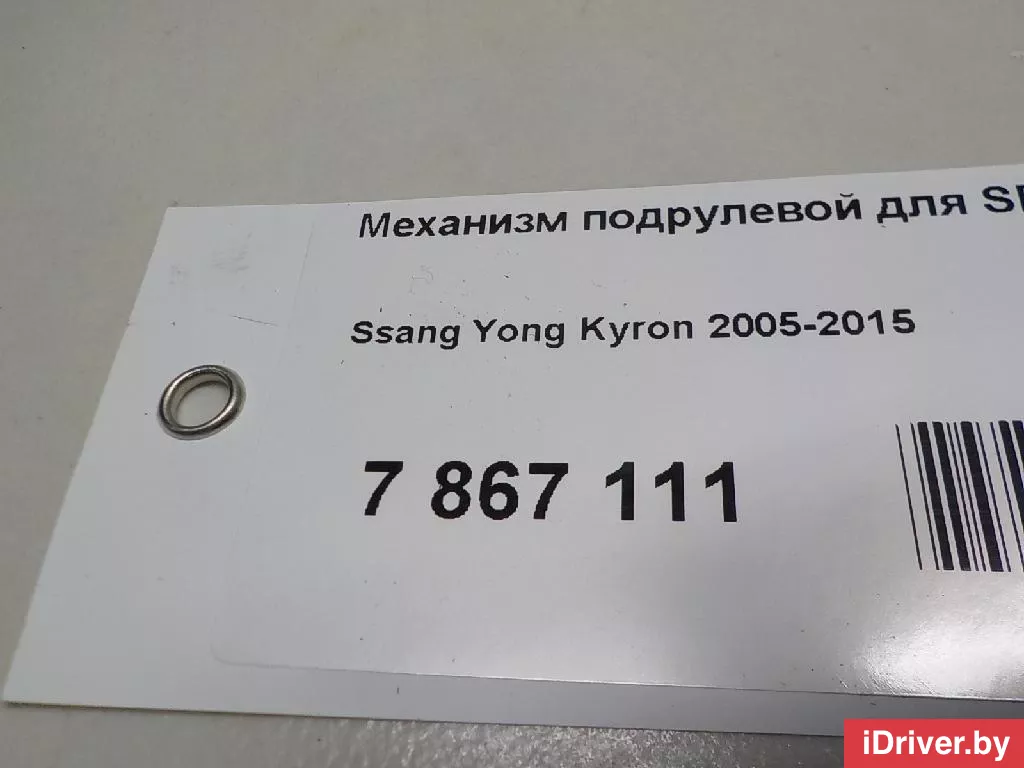 Механизм подрулевой для
Ssang Yong Kyron 2005-2015
7 867 111
iDriver.by